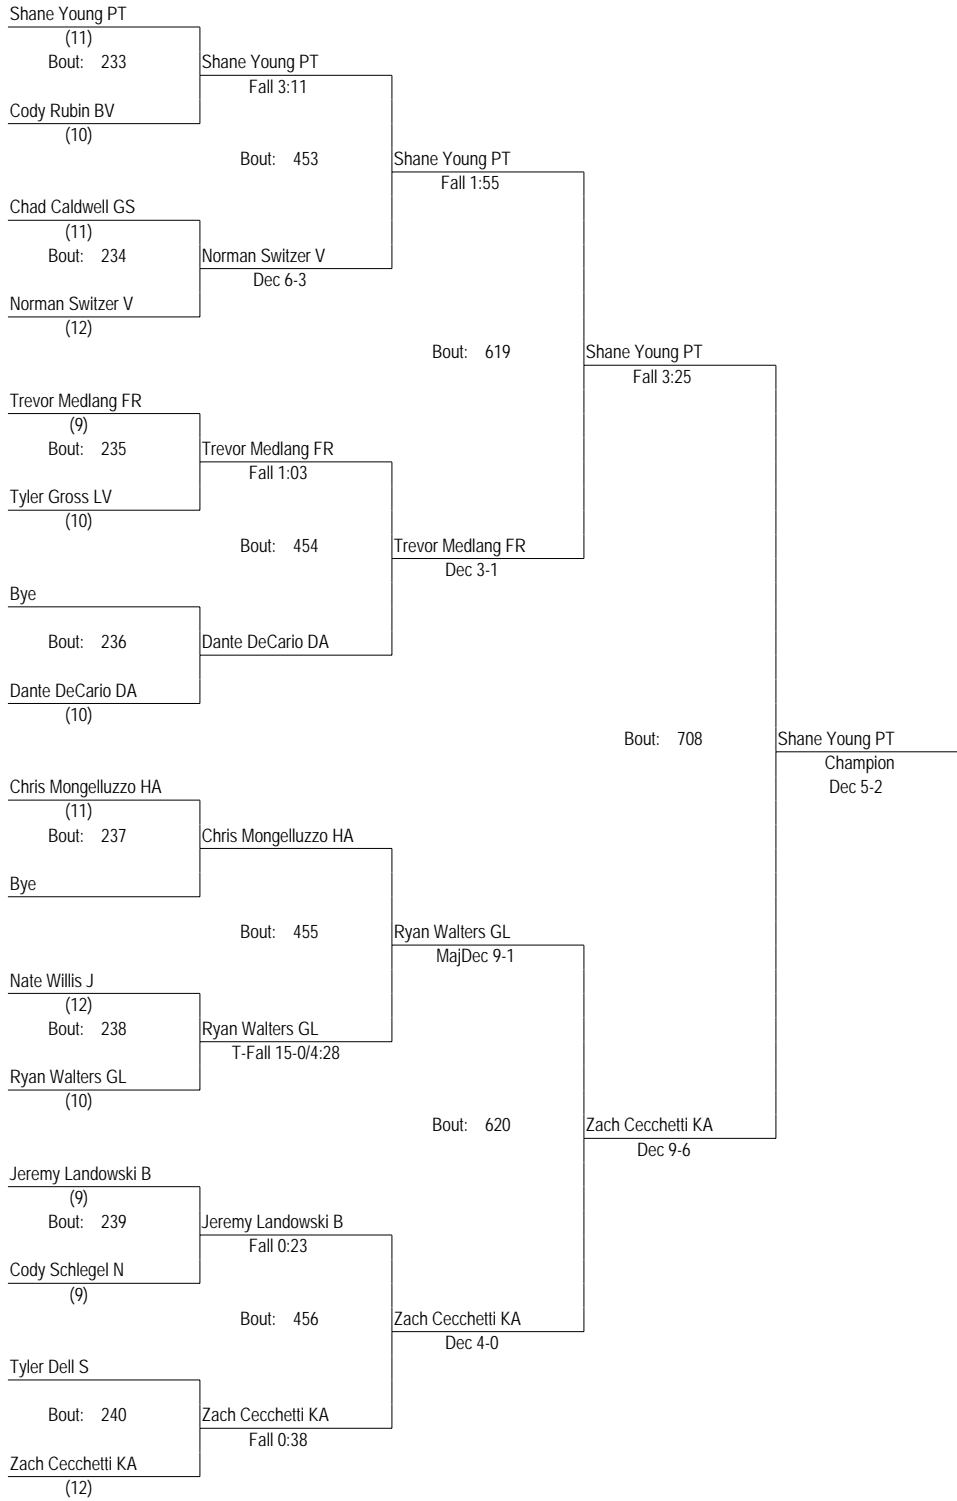 Shane Young PT
(11)
Bout: 233
Shane Young PT
Fall 3:11
Cody Rubin BV
(10)
Bout: 453
Shane Young PT
Fall 1:55
Chad Caldwell GS
(11)
Bout: 234
Norman Switzer V
Dec 6-3
Norman Switzer V
(12)
Bout: 619
Shane Young PT
Fall 3:25
Trevor Medlang FR
(9)
Bout: 235
Trevor Medlang FR
Fall 1:03
Tyler Gross LV
(10)
Bout: 454
Trevor Medlang FR
Dec 3-1
Bye
Bout: 236
Dante DeCario DA
Dante DeCario DA
(10)
Bout: 708
Shane Young PT
Champion
Dec 5-2
Chris Mongelluzzo HA
(11)
Bout: 237
Chris Mongelluzzo HA
Bye
Bout: 455
Ryan Walters GL
MajDec 9-1
Nate Willis J
(12)
Bout: 238
Ryan Walters GL
T-Fall 15-0/4:28
Ryan Walters GL
(10)
Bout: 620
Zach Cecchetti KA
Dec 9-6
Jeremy Landowski B
(9)
Bout: 239
Jeremy Landowski B
Fall 0:23
Cody Schlegel N
(9)
Bout: 456
Zach Cecchetti KA
Dec 4-0
Tyler Dell S
Bout: 240
Zach Cecchetti KA
Fall 0:38
Zach Cecchetti KA
(12)